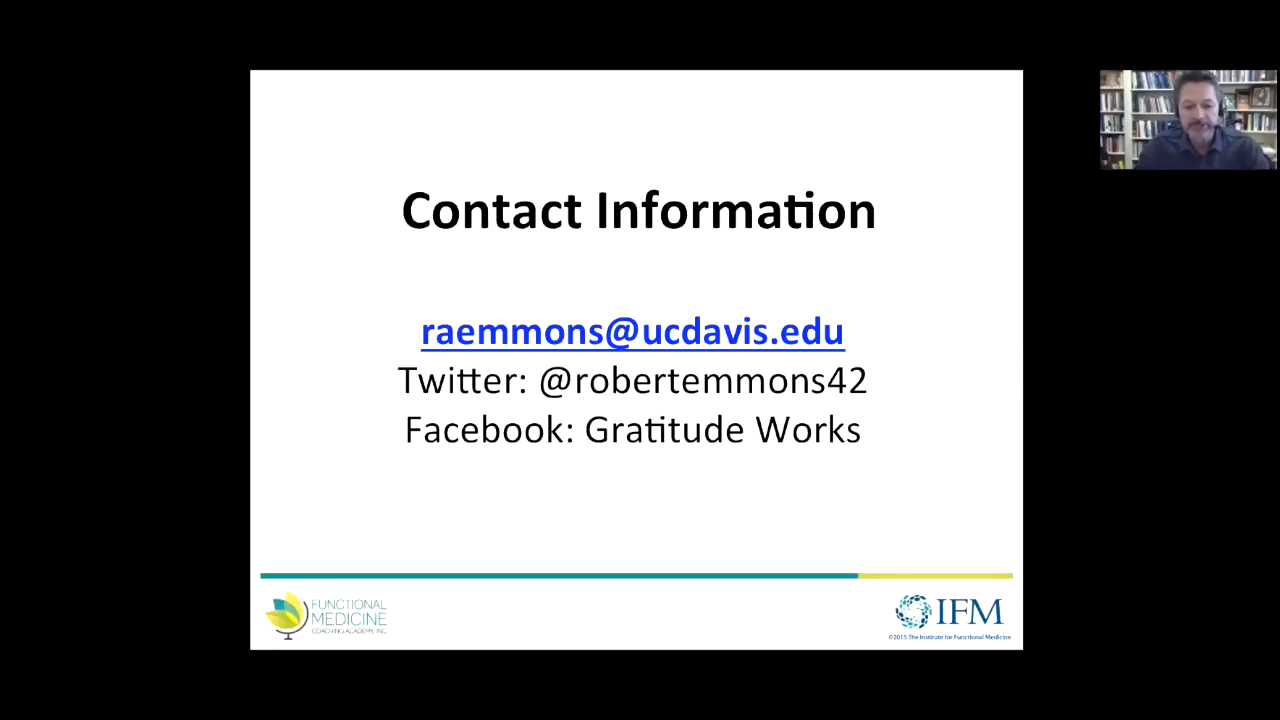 Contact Information
raemmons@ucdavis.edu
Twitter: @robertemmons42
Facebook: Gratitude Works
FUNCTIONAL
MEDICINE
COACHING ACADEMY, INC.
IFM
©2015 The Institute for Functional Medicine